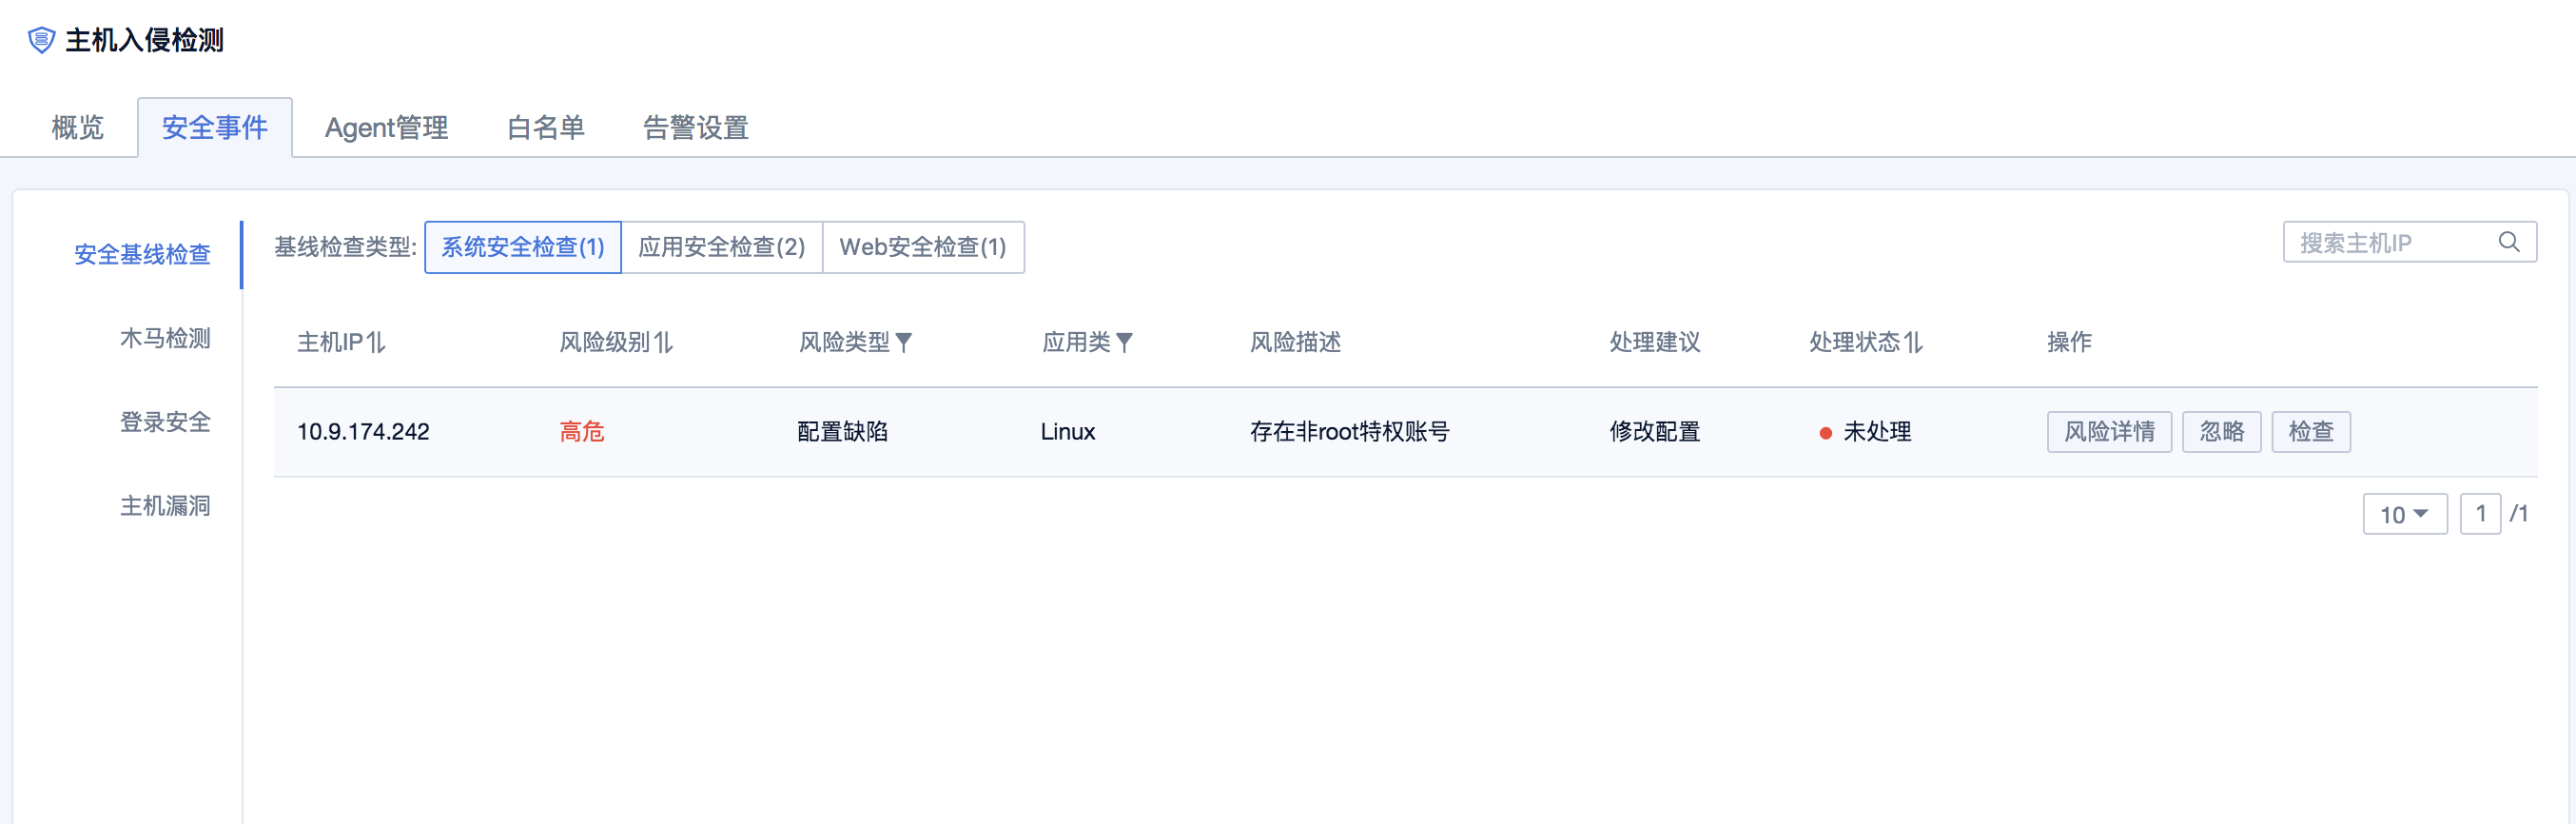 主机入侵检测
概览 安全事件 Agent管理 白名单 告警设置
安全基线检查
木马检测
登录安全
主机漏洞
基线检查类型: 系统安全检查(1) 应用安全检查(2) Web安全检查(1) 搜索主机IP
主机IP 风险级别 风险类型 应用类 风险描述 处理建议 处理状态 操作
10.9.174.242 高危 配置缺陷 Linux 存在非root特权账号 修改配置 未处理 风险详情 忽略 检查
10 1 /1